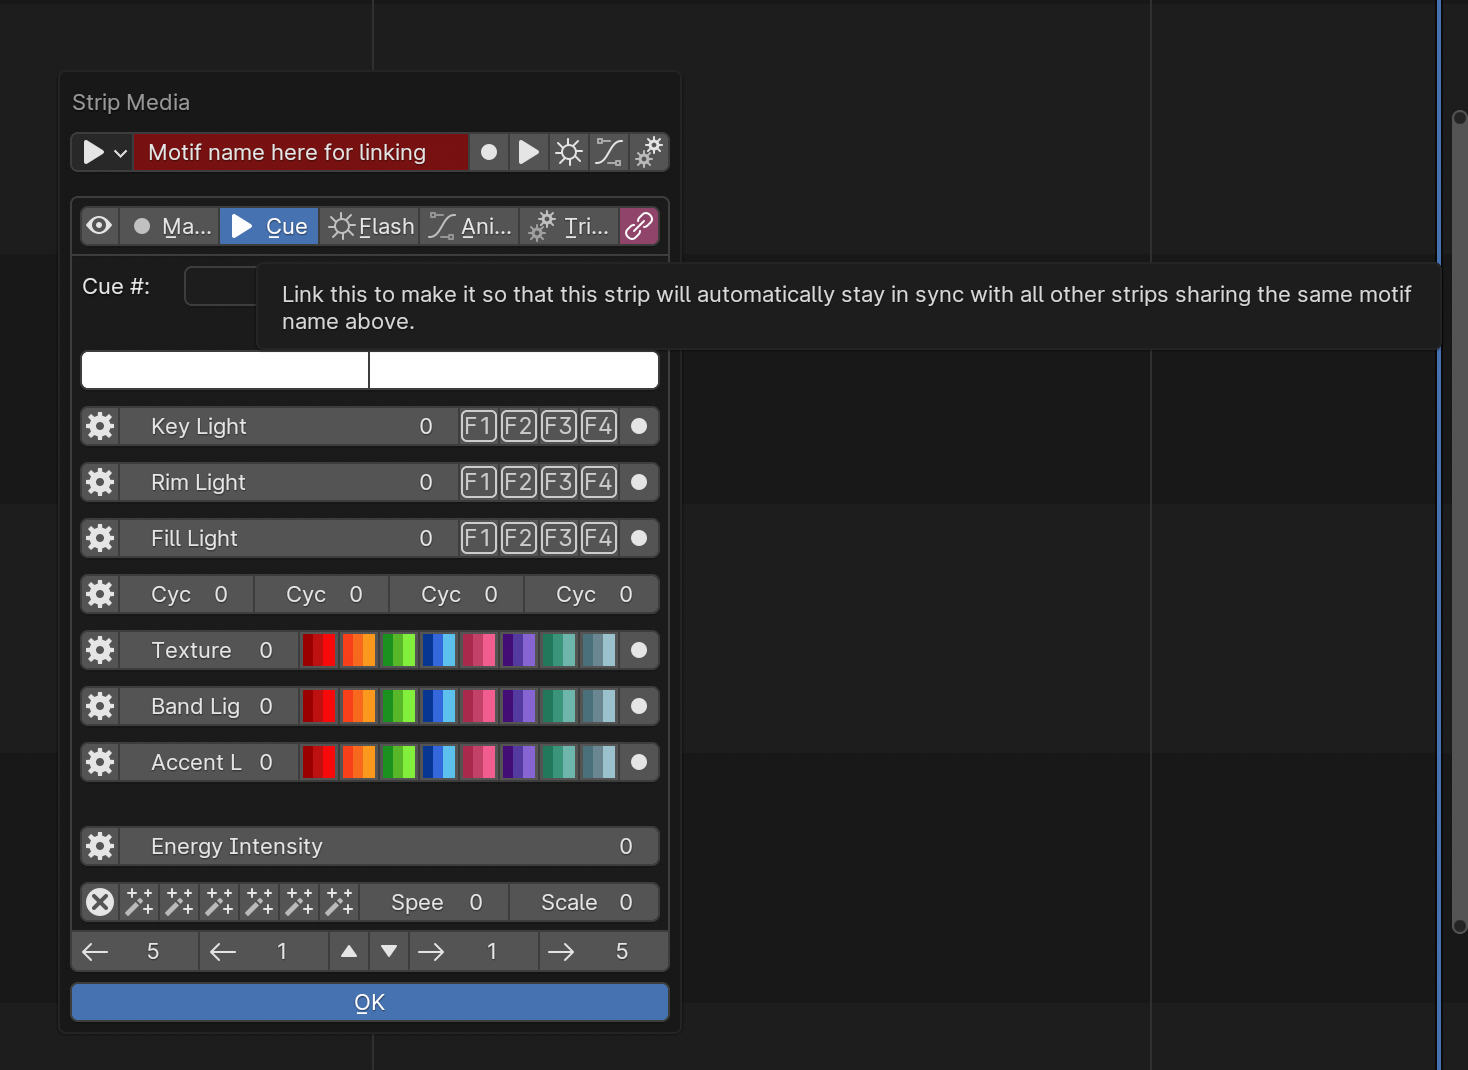 Strip Media
Motif name here for linking
Ma... Cue Flash Ani... Tri...
Cue #:
Link this to make it so that this strip will automatically stay in sync with all other strips sharing the same motif
name above.
Key Light 0 F1 F2 F3 F4
Rim Light 0 F1 F2 F3 F4
Fill Light 0 F1 F2 F3 F4
Cyc 0 Cyc 0 Cyc 0 Cyc 0
Texture 0
Band Lig 0
Accent L 0
Energy Intensity 0
Spee 0 Scale 0
5 1 1 5
OK